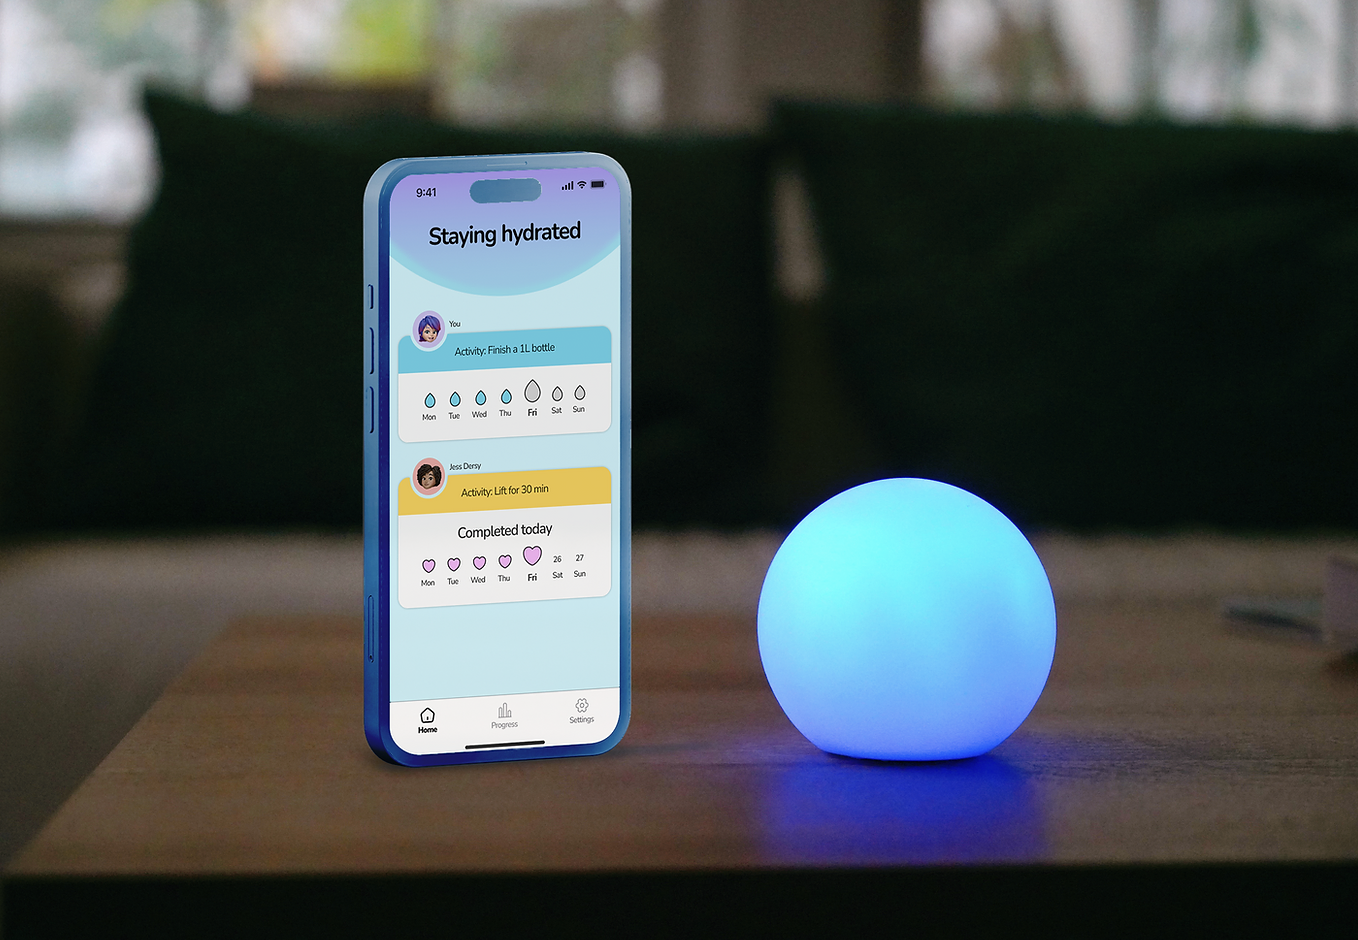 9:41
Staying hydrated
You
Activity: Finish a 1L bottle
Mon Tue Wed Thu Fri Sat Sun
Jess Dersy
Activity: Lift for 30 min
Completed today
26 27
Mon Tue Wed Thu Fri Sat Sun
Home Progress Settings